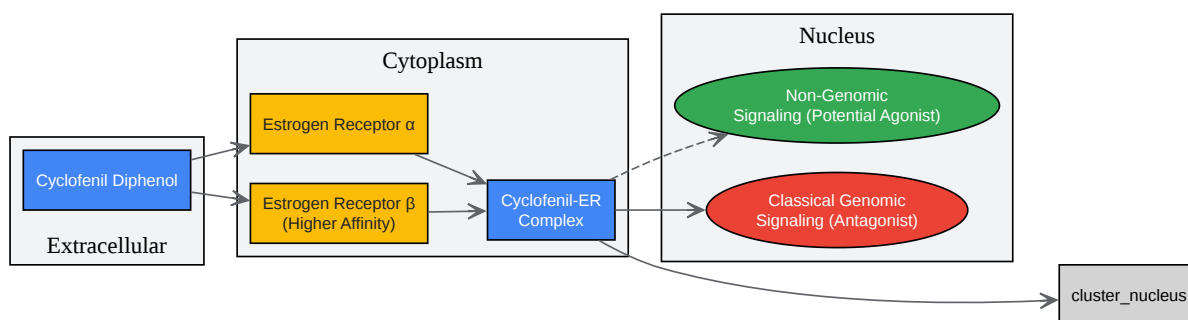 Extracellular
Cyclofenil Diphenol
Cytoplasm
Estrogen Receptor α
Estrogen Receptor β
(Higher Affinity)
Cyclofenil-ER
Complex
Nucleus
Non-Genomic
Signaling (Potential Agonist)
Classical Genomic
Signaling (Antagonist)
cluster_nucleus